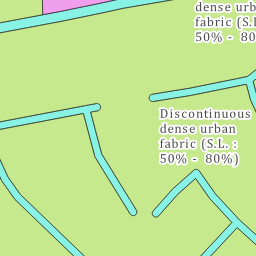 dense urb
fabric (S.L
50% - 80
Discontinuous
dense urban
fabric (S.L. :
50% - 80%)